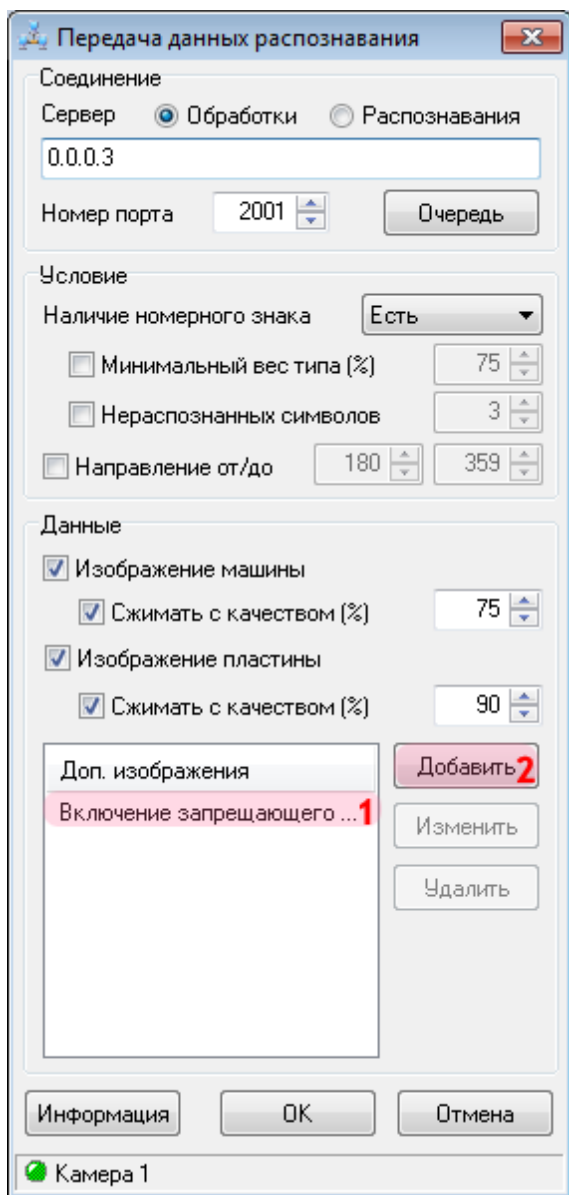 Передача данных распознавания
Соединение
Сервер Обработки Распознавания
0.0.0.3
Номер порта 2001 Очередь
Условие
Наличие номерного знака Есть
Минимальный вес типа (%) 75
Нераспознанных символов 3
Направление от/до 180 359
Данные
Изображение машины
Сжимать с качеством (%) 75
Изображение пластины
Сжимать с качеством (%) 90
Доп. изображения Добавить 2
Включение запрещающего ... 1
Изменить
Удалить
Информация OK Отмена
Камера 1